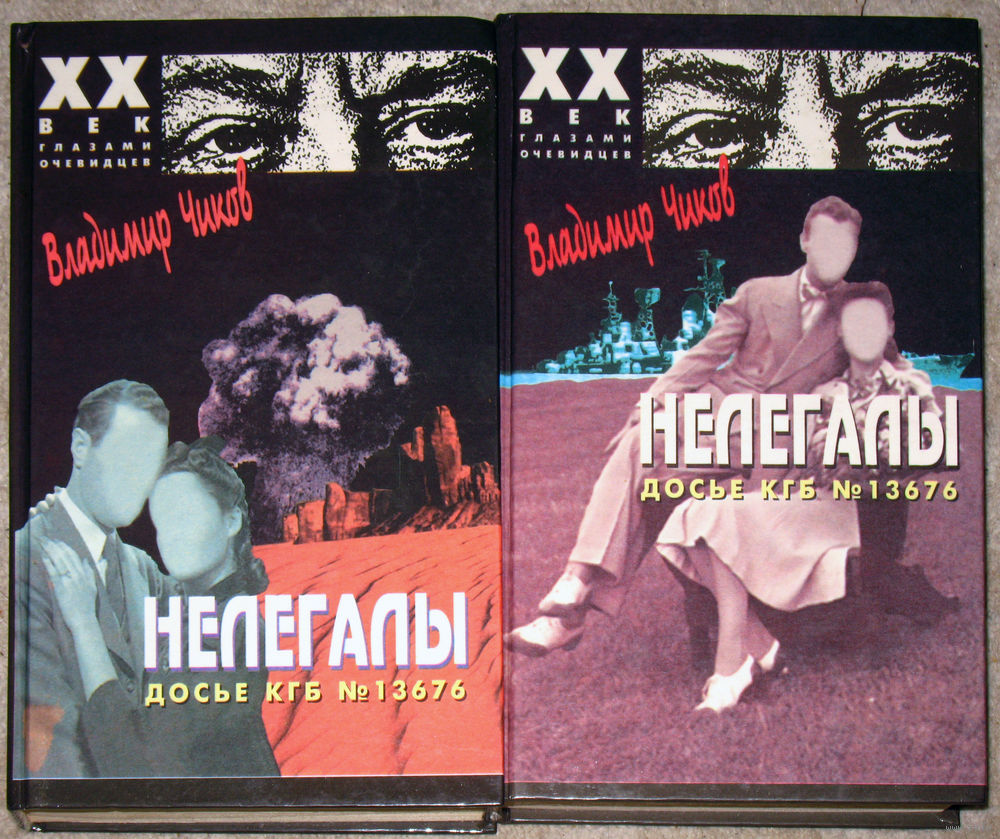 XX
ВЕК
ГЛАЗАМИ
ОЧЕВИДЦЕВ
Владимир Чиков
НЕЛЕГАЛЫ
ДОСЬЕ КГБ №13676
XX
ВЕК
ГЛАЗАМИ
ОЧЕВИДЦЕВ
Владимир Чиков
НЕЛЕГАЛЫ
ДОСЬЕ КГБ №13676